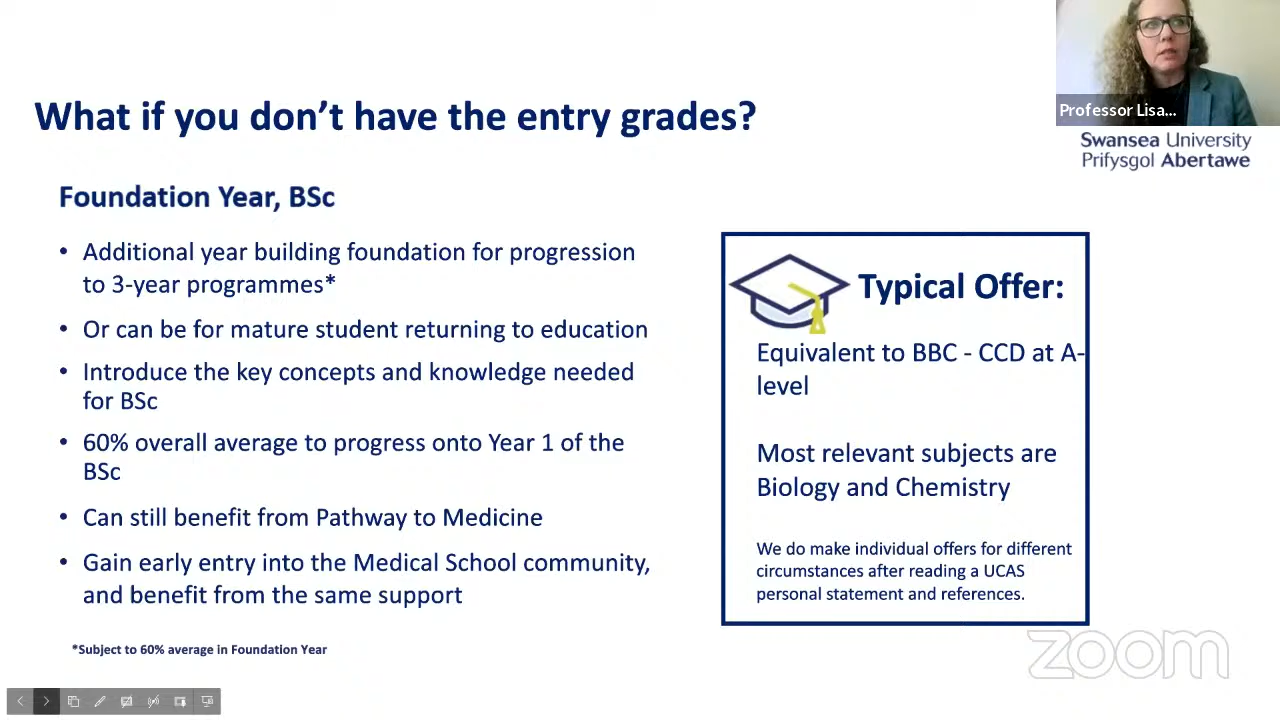 What if you don't have the entry grades?
Professor Lisa...
Swansea University
Prifysgol Abertawe
Foundation Year, BSc
• Additional year building foundation for progression
to 3-year programmes*
• Or can be for mature student returning to education
• Introduce the key concepts and knowledge needed
for BSc
• 60% overall average to progress onto Year 1 of the
BSc
• Can still benefit from Pathway to Medicine
• Gain early entry into the Medical School community,
and benefit from the same support
*Subject to 60% average in Foundation Year
Typical Offer:
Equivalent to BBC - CCD at A-
level
Most relevant subjects are
Biology and Chemistry
We do make individual offers for different
circumstances after reading a UCAS
personal statement and references.
zoom